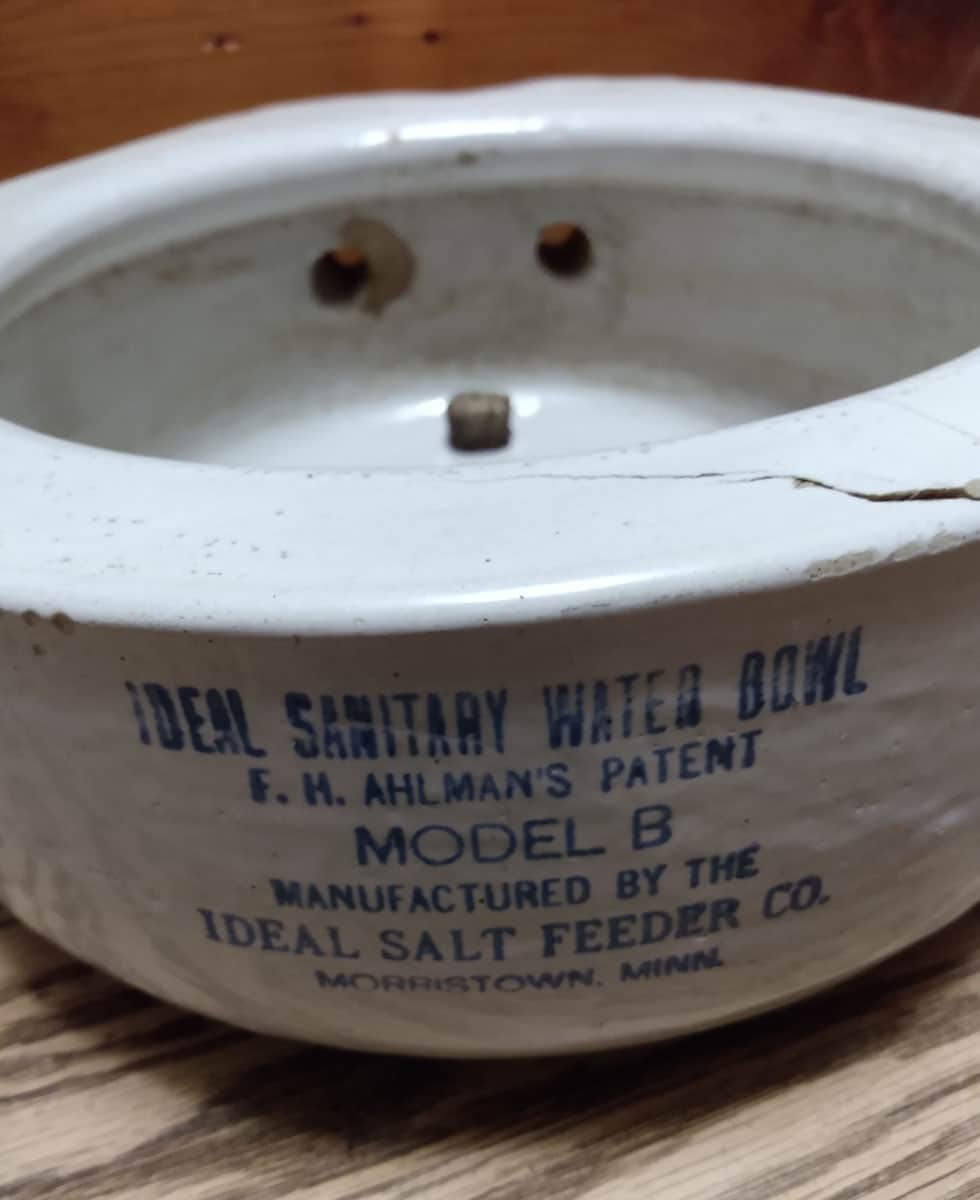 IDEAL SANITARY WATER BOWL
F. H. AHLMAN'S PATENT
MODEL B
MANUFACTURED BY THE
IDEAL SALT FEEDER CO.
MORRISTOWN, MINN.